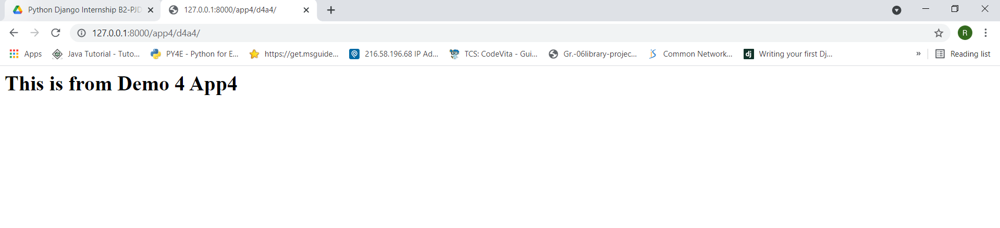 Python Django Internship B2-PJD
127.0.0.1:8000/app4/d4a4/
127.0.0.1:8000/app4/d4a4/
R
Apps Java Tutorial - Tuto... PY4E - Python for E... https://get.msguide... 216.58.196.68 IP Ad... TCS: CodeVita - Gui... Gr.-06library-projec... Common Network... dj Writing your first Dj... » Reading list
This is from Demo 4 App4